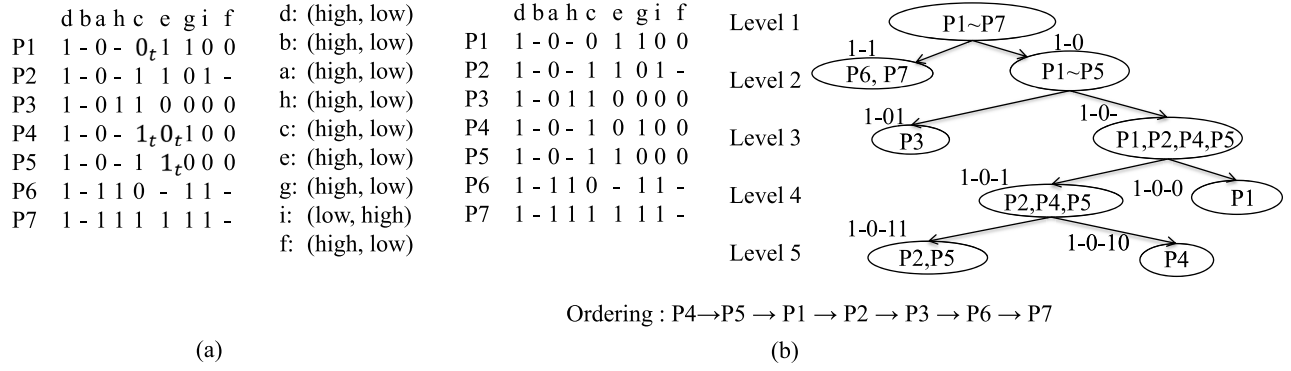 d b a h c e g i f
P1 1 - 0 - 0ₜ 1 1 0 0
P2 1 - 0 - 1 1 0 1 -
P3 1 - 0 1 1 0 0 0 0
P4 1 - 0 - 1ₜ 0ₜ 1 0 0
P5 1 - 0 - 1 1ₜ 0 0 0
P6 1 - 1 1 0 - 1 1 -
P7 1 - 1 1 1 1 1 1 -
d: (high, low)
b: (high, low)
a: (high, low)
h: (high, low)
c: (high, low)
e: (high, low)
g: (high, low)
i: (low, high)
f: (high, low)
(a)
d b a h c e g i f
P1 1 - 0 - 0 1 1 0 0
P2 1 - 0 - 1 1 0 1 -
P3 1 - 0 1 1 0 0 0 0
P4 1 - 0 - 1 0 1 0 0
P5 1 - 0 - 1 1 0 0 0
P6 1 - 1 1 0 - 1 1 -
P7 1 - 1 1 1 1 1 1 -
Level 1
P1~P7
1-1
1-0
Level 2
P6, P7
P1~P5
1-01
1-0-
Level 3
P3
P1,P2,P4,P5
1-0-1
1-0-0
Level 4
P2,P4,P5
P1
1-0-11
1-0-10
Level 5
P2,P5
P4
Ordering : P4→P5 → P1 → P2 → P3 → P6 → P7
(b)